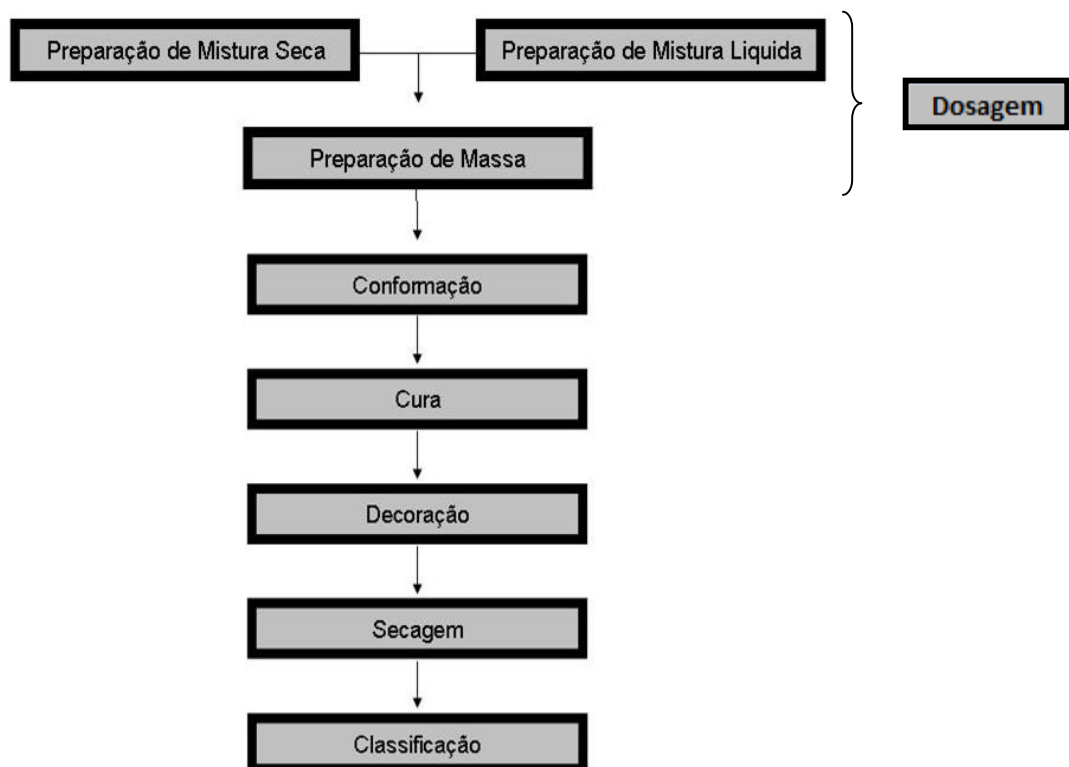 Preparação de Mistura Seca
Preparação de Mistura Liquida
Dosagem
Preparação de Massa
Conformação
Cura
Decoração
Secagem
Classificação